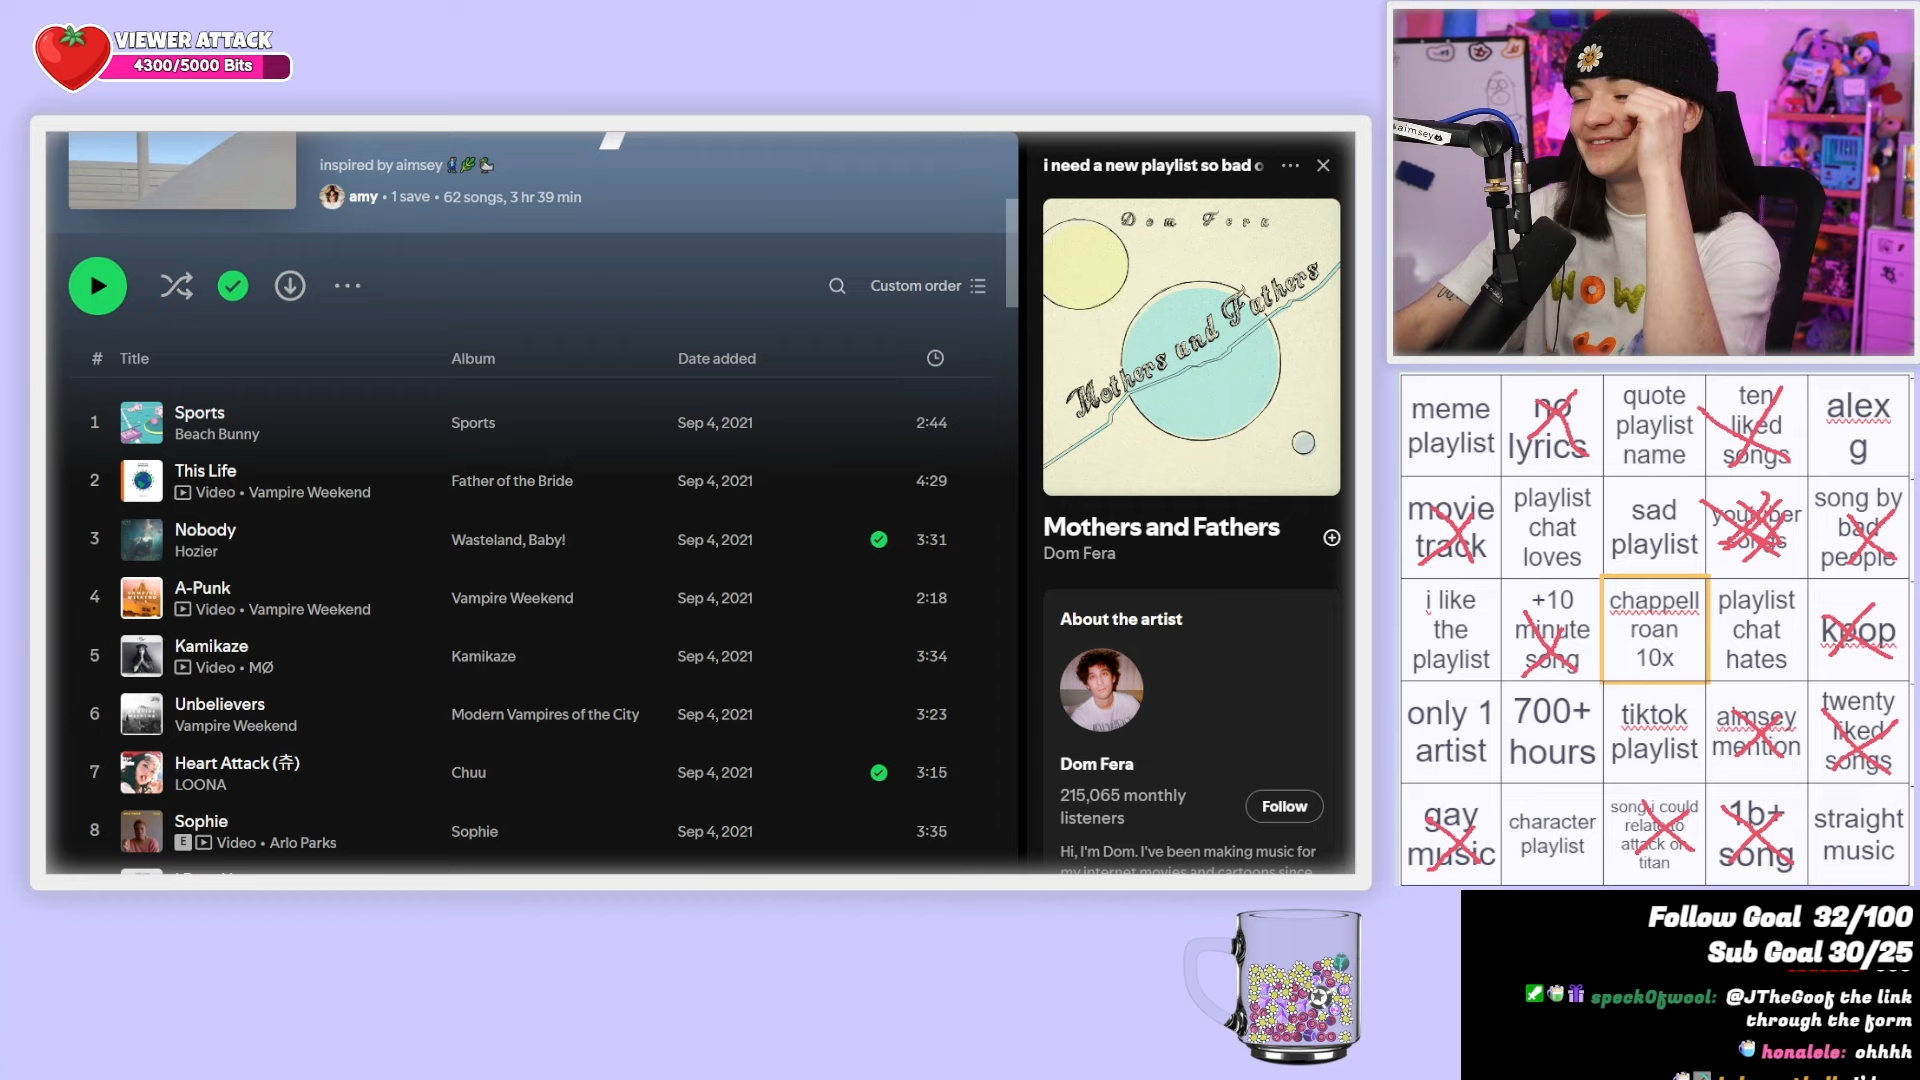 VIEWER ATTACK
4300/5000 Bits
inspired by aimsey
amy • 1 save • 62 songs, 3 hr 39 min
Custom order
# Title Album Date added
1 Sports Beach Bunny Sports Sep 4, 2021 2:44
2 This Life Video • Vampire Weekend Father of the Bride Sep 4, 2021 4:29
3 Nobody Hozier Wasteland, Baby! Sep 4, 2021 3:31
4 A-Punk Video • Vampire Weekend Vampire Weekend Sep 4, 2021 2:18
5 Kamikaze Video • MØ Kamikaze Sep 4, 2021 3:34
6 Unbelievers Vampire Weekend Modern Vampires of the City Sep 4, 2021 3:23
7 Heart Attack (츄) LOONA Chuu Sep 4, 2021 3:15
8 Sophie E Video • Arlo Parks Sophie Sep 4, 2021 3:35
i need a new playlist so bad
Dom Fera
Mothers and Fathers
Mothers and Fathers
Dom Fera
About the artist
Dom Fera
215,065 monthly
listeners
Follow
Hi, I'm Dom. I've been making music for
my internet movies and cartoons since
aimsey
WOW
meme
playlist
no
lyrics
quote
playlist
name
ten
liked
songs
alex
g
movie
track
playlist
chat
loves
sad
playlist
youtuber
songs
song by
bad
people
i like
the
playlist
+10
minute
song
chappell
roan
10x
playlist
chat
hates
kpop
only 1
artist
700+
hours
tiktok
playlist
aimsey
mention
twenty
liked
songs
gay
music
character
playlist
song i could
relate to
attack on
titan
1b+
song
straight
music
Follow Goal 32/100
Sub Goal 30/25
speck0fwool: @JTheGoof the link
through the form
honalele: ohhhh